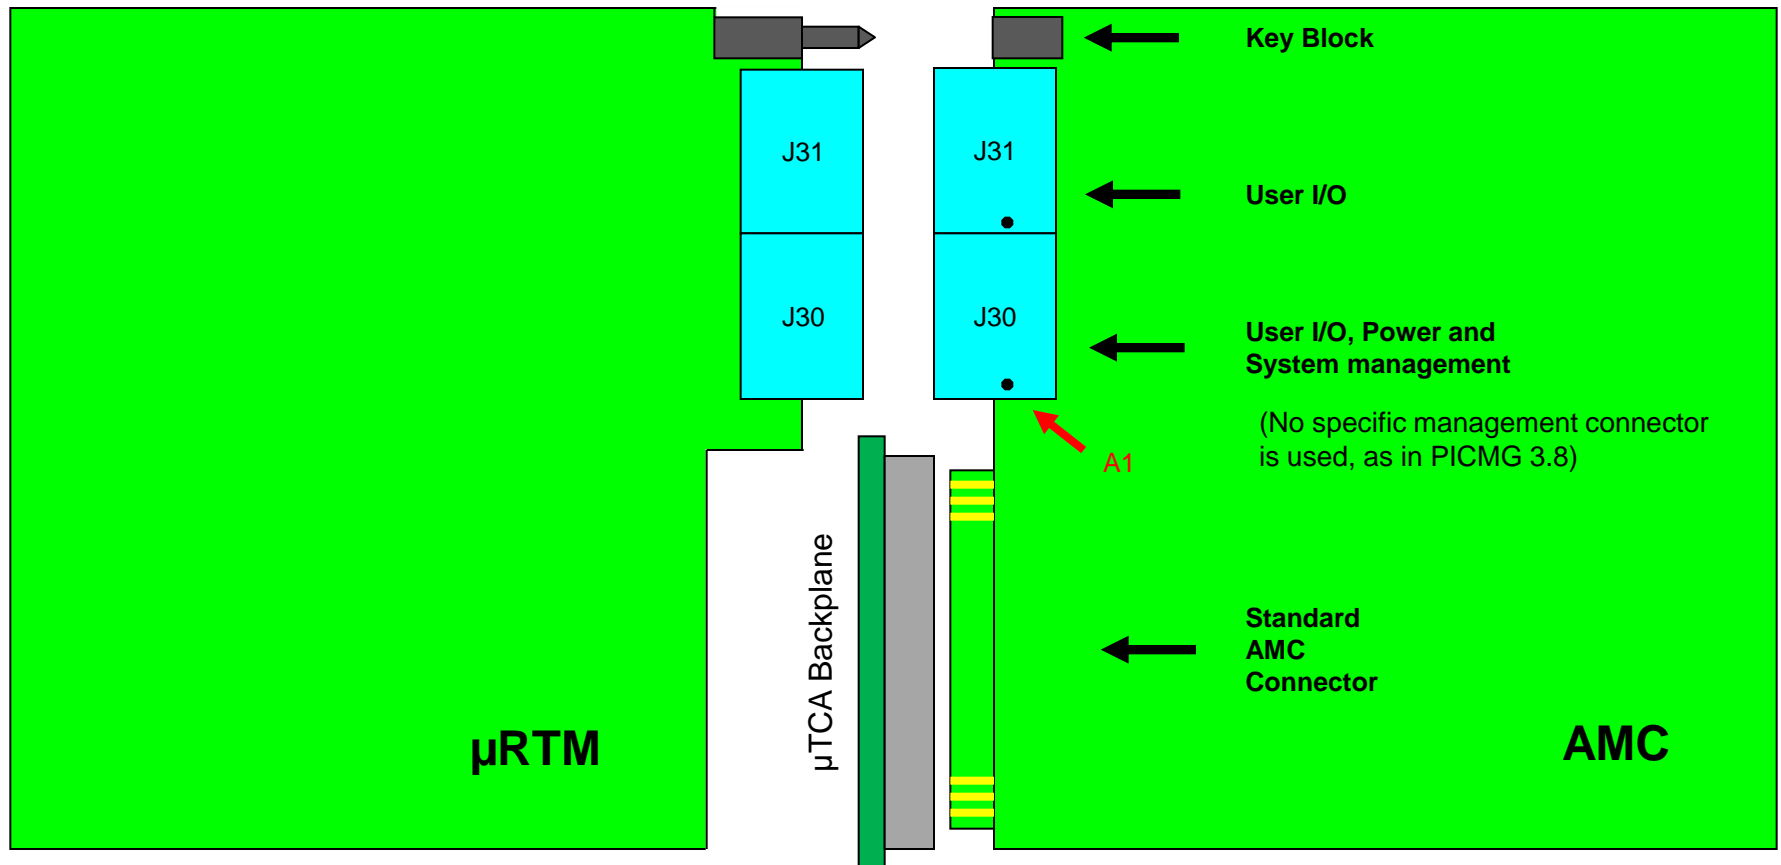 Key Block
J31
J31
User I/O
J30
J30
User I/O, Power and
System management
(No specific management connector
is used, as in PICMG 3.8)
A1
µTCA Backplane
Standard
AMC
Connector
µRTM
AMC